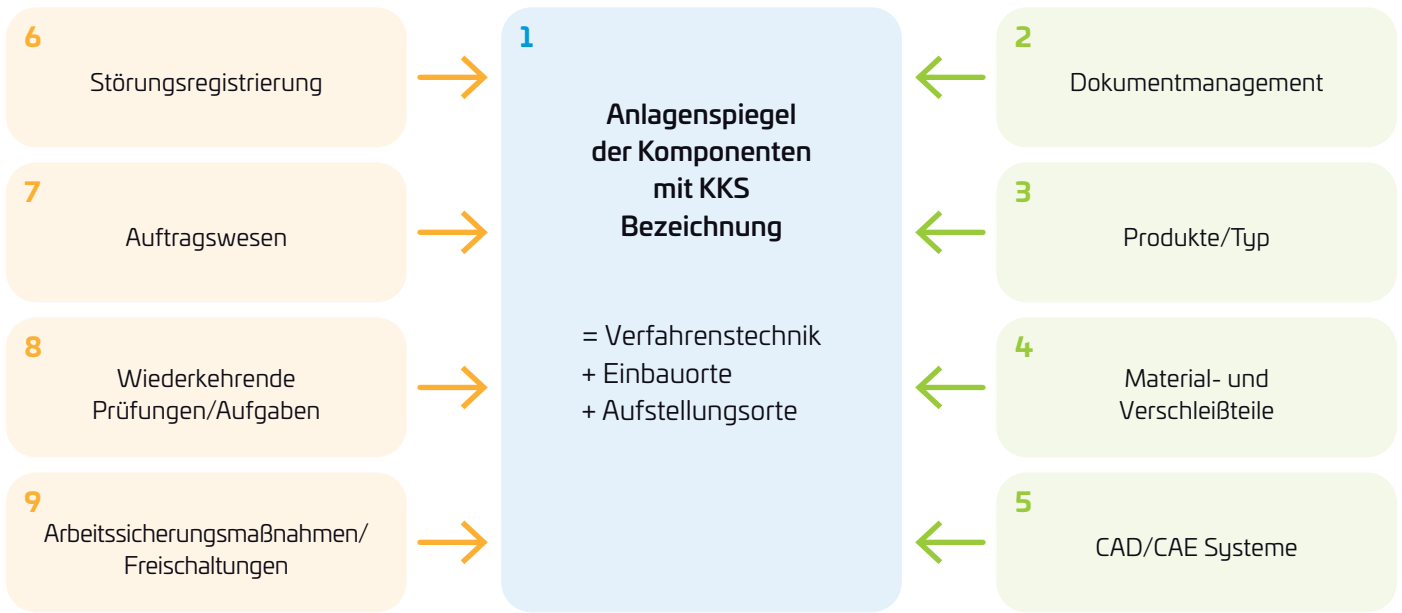 1
Anlagenspiegel
der Komponenten
mit KKS
Bezeichnung
= Verfahrenstechnik
+ Einbauorte
+ Aufstellungsorte
2
Dokumentmanagement
3
Produkte/Typ
4
Material- und
Verschleißteile
5
CAD/CAE Systeme
6
Störungsregistrierung
7
Auftragswesen
8
Wiederkehrende
Prüfungen/Aufgaben
9
Arbeitssicherungsmaßnahmen/
Freischaltungen